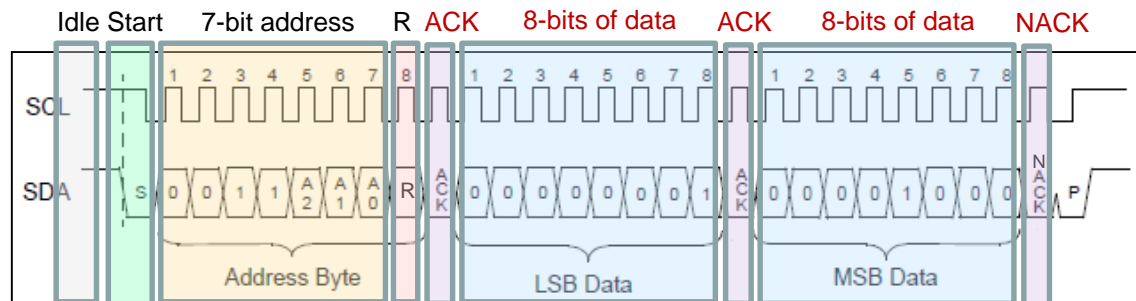 Idle Start 7-bit address R ACK 8-bits of data ACK 8-bits of data NACK
1 2 3 4 5 6 7 8 1 2 3 4 5 6 7 8 1 2 3 4 5 6 7 8
SCL
SDA S 0 0 1 1 A2 A1 A0 R ACK 0 0 0 0 0 0 0 1 ACK 0 0 0 0 1 0 0 0 NACK P
Address Byte LSB Data MSB Data